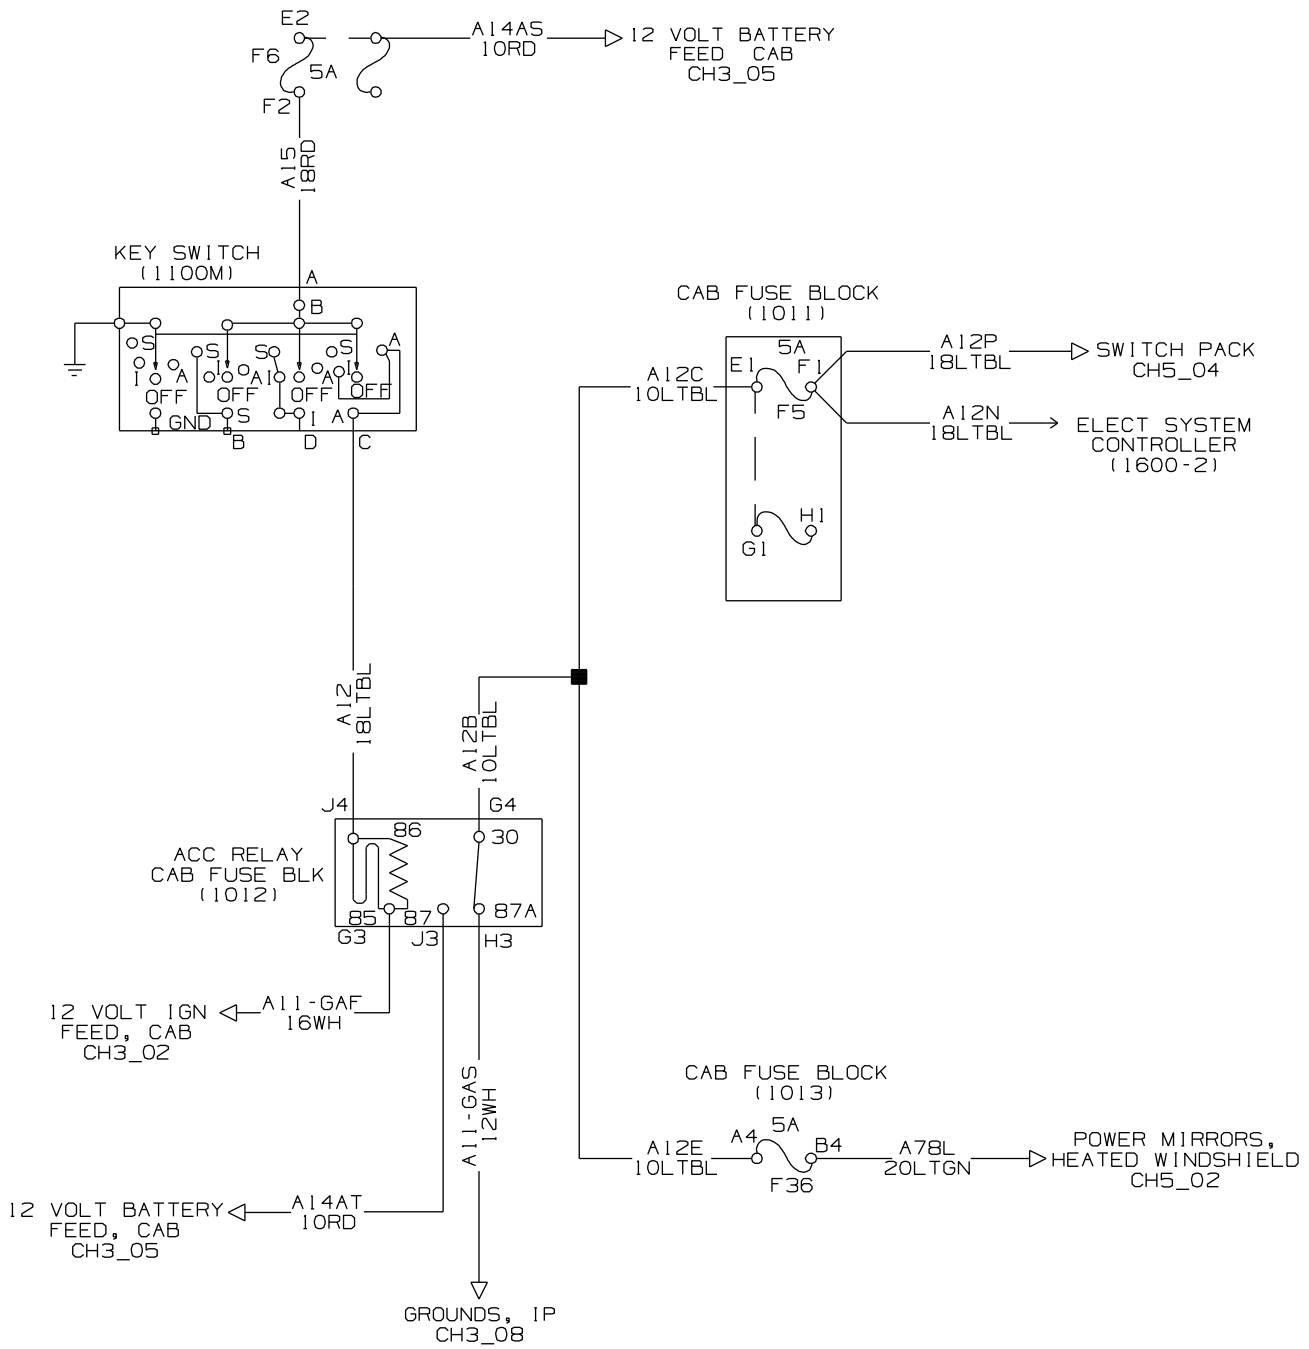 E2
F6
5A
F2
A14AS
10RD
12 VOLT BATTERY
FEED CAB
CH3_05
A15
18RD
KEY SWITCH
(1100M)
A
B
S
S
S
S
A
I
A
I
A
I
A
I
OFF
OFF
OFF
OFF
GND
S
I
A
B
D
C
CAB FUSE BLOCK
(1011)
5A
E1
F1
F5
H1
G1
A12C
10LTBL
A12P
18LTBL
SWITCH PACK
CH5_04
A12N
18LTBL
ELECT SYSTEM
CONTROLLER
(1600-2)
A12
18LTBL
A12B
10LTBL
J4
G4
ACC RELAY
CAB FUSE BLK
(1012)
86
30
85
87
87A
G3
J3
H3
12 VOLT IGN
FEED, CAB
CH3_02
A11-GAF
16WH
A11-GAS
12WH
12 VOLT BATTERY
FEED, CAB
CH3_05
A14AT
10RD
GROUNDS, IP
CH3_08
CAB FUSE BLOCK
(1013)
5A
A4
B4
F36
A12E
10LTBL
A78L
20LTGN
POWER MIRRORS,
HEATED WINDSHIELD
CH5_02